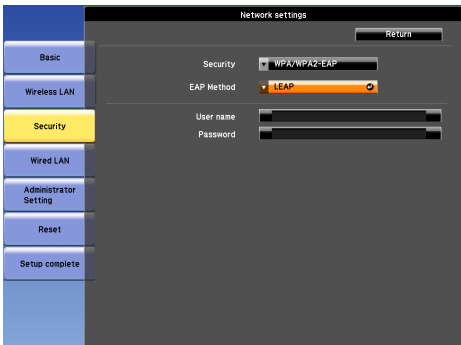 Network settings
Return
Basic
Wireless LAN
Security
Wired LAN
Administrator
Setting
Reset
Setup complete
Security WPA/WPA2-EAP
EAP Method LEAP
User name
Password